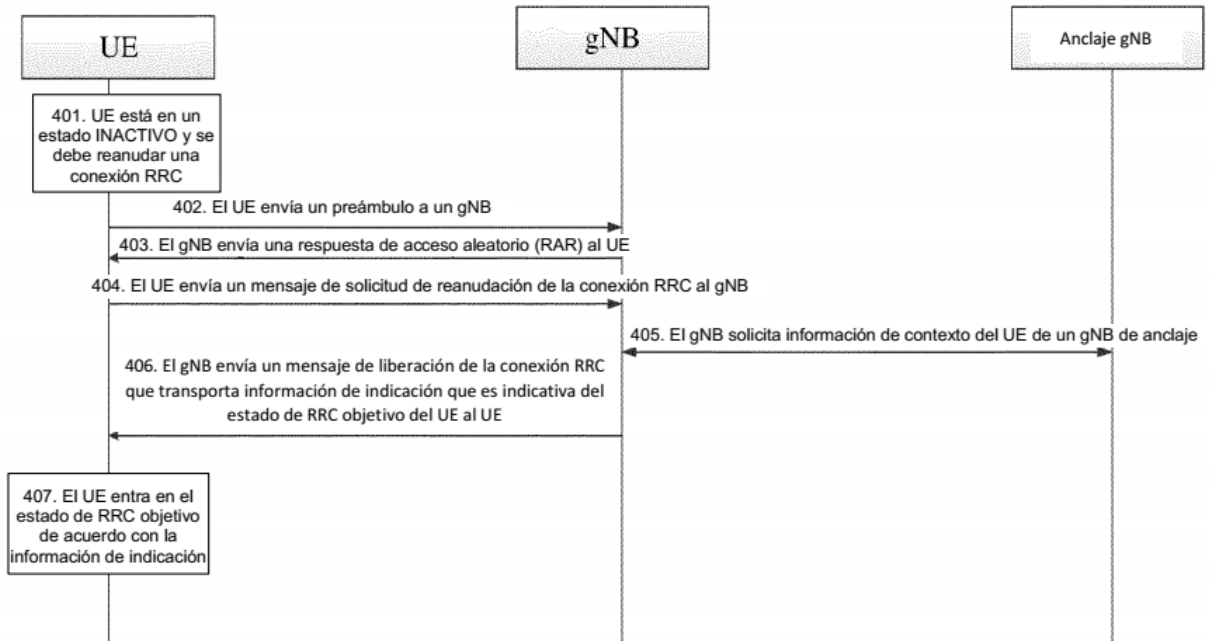 UE
gNB
Anclaje gNB
401. UE está en un
estado INACTIVO y se
debe reanudar una
conexión RRC
402. El UE envía un preámbulo a un gNB
403. El gNB envía una respuesta de acceso aleatorio (RAR) al UE
404. El UE envía un mensaje de solicitud de reanudación de la conexión RRC al gNB
405. El gNB solicita información de contexto del UE de un gNB de anclaje
406. El gNB envía un mensaje de liberación de la conexión RRC
que transporta información de indicación que es indicativa del
estado de RRC objetivo del UE al UE
407. El UE entra en el
estado de RRC objetivo
de acuerdo con la
información de indicación